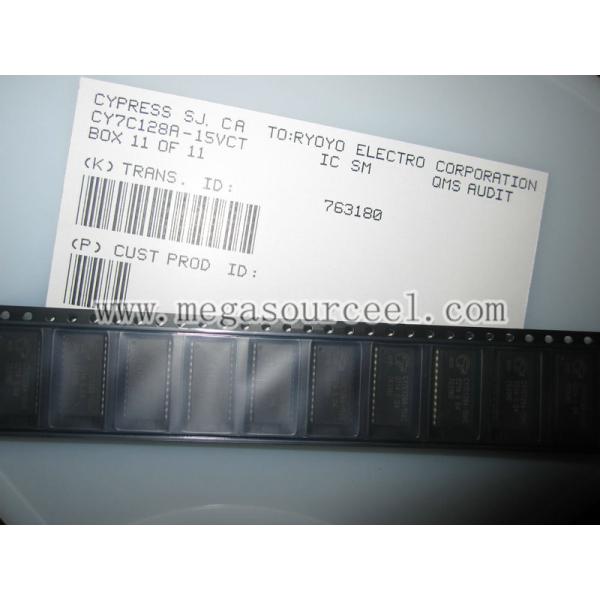 CYPRESS SJ. CA
CY7C128A-15VCT
BOX 11 OF 11
TO:RYOYO ELECTRO CORPORATION
IC SM
QMS AUDIT
(K) TRANS. ID:
763180
(P) CUST PROD ID:
www.megasourceel.com